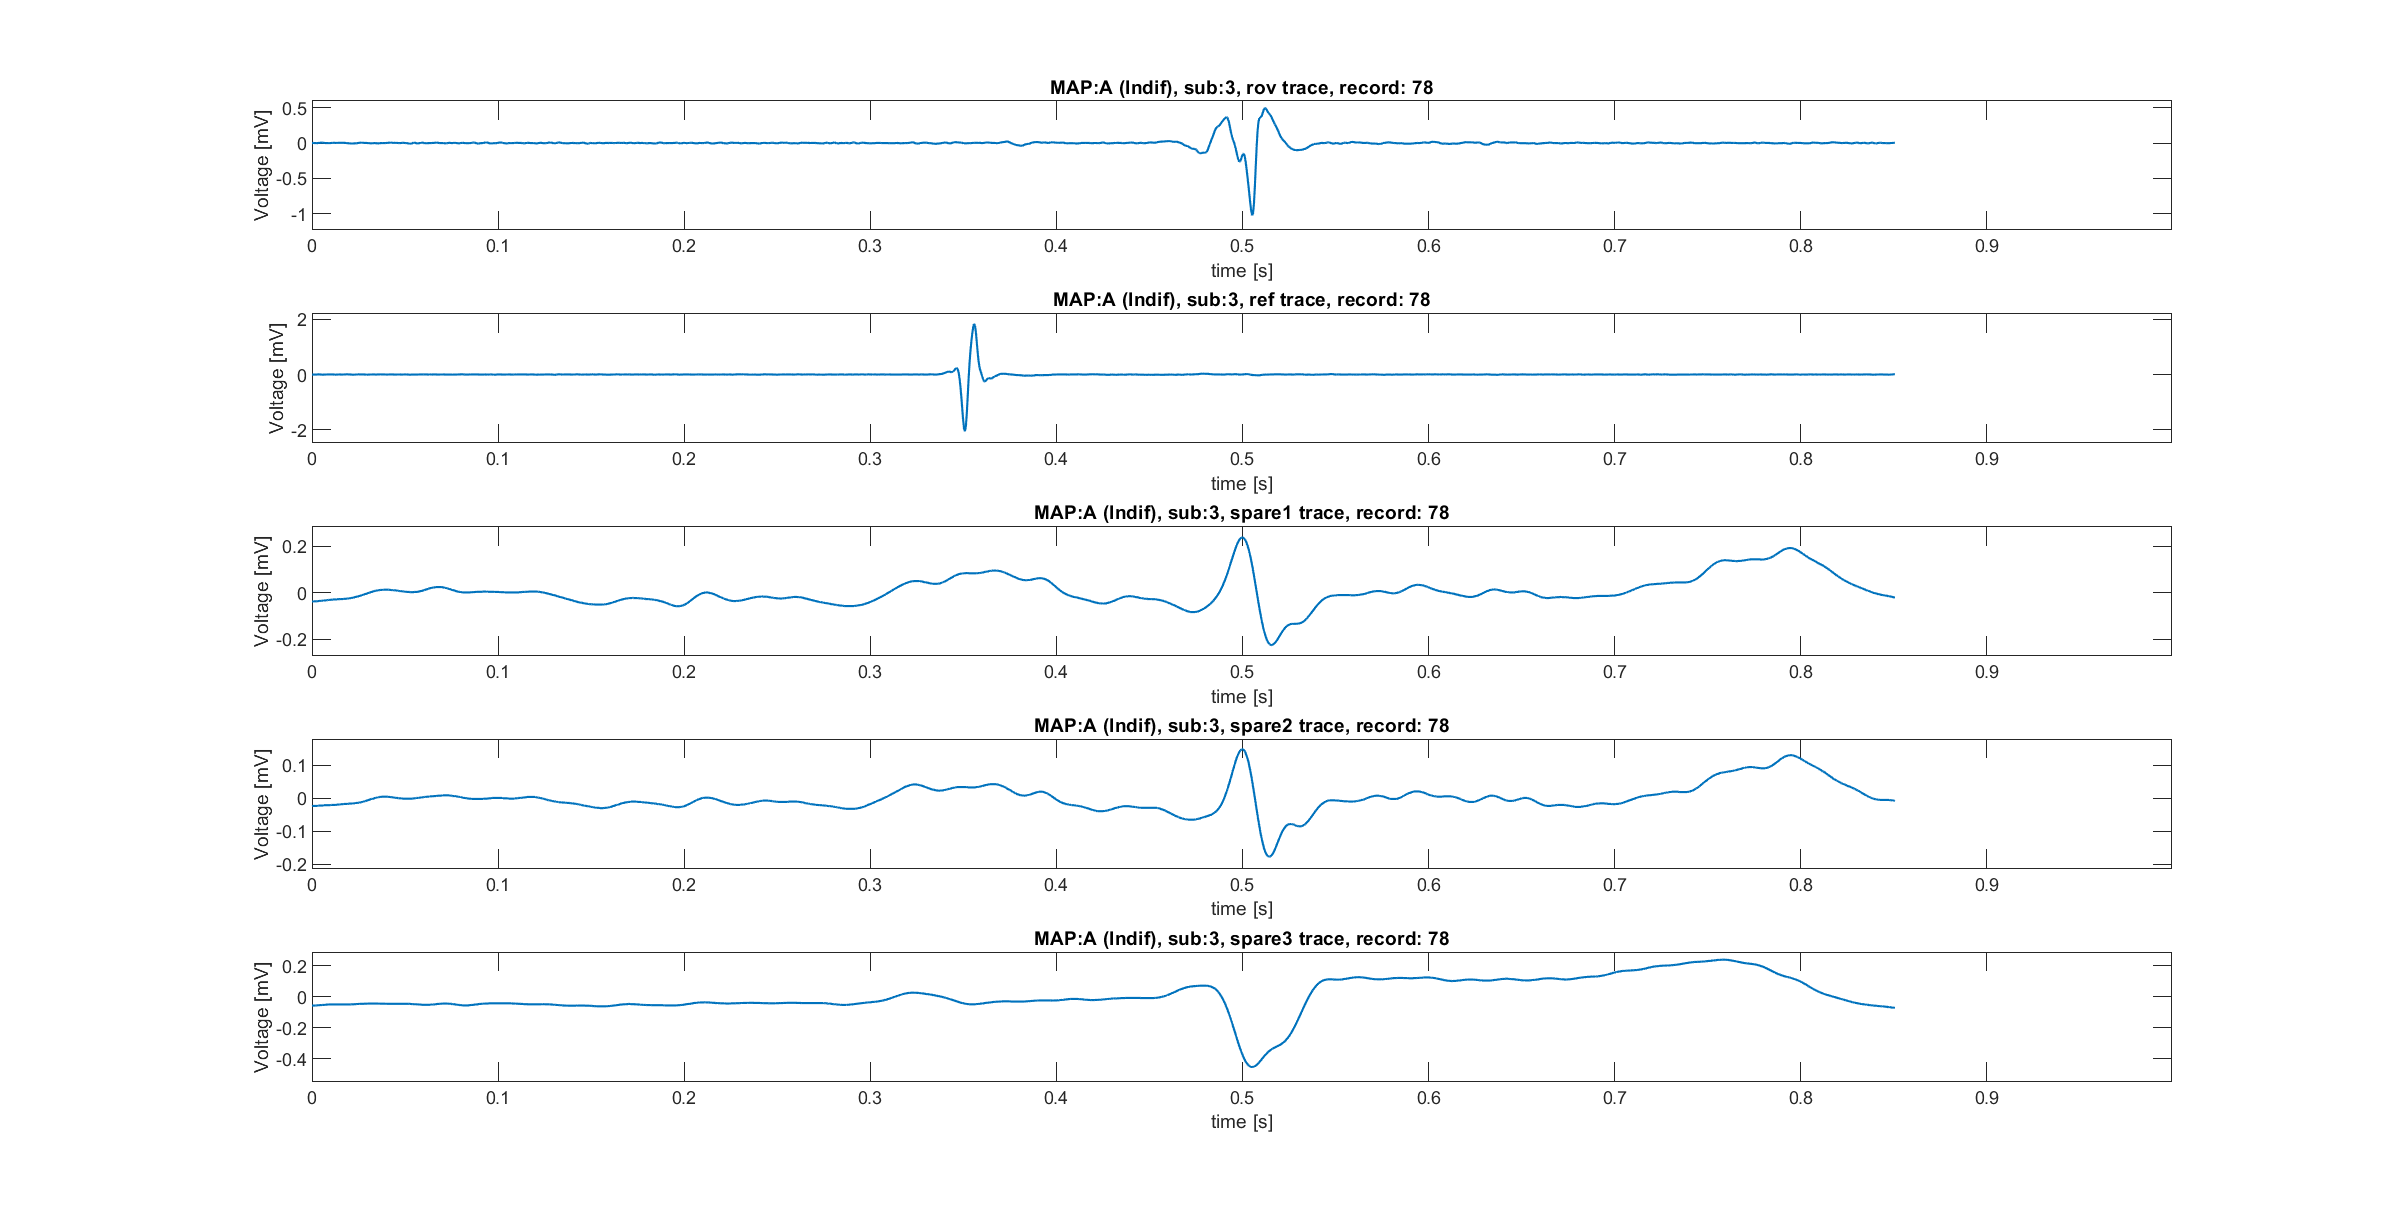 MAP:A (Indif), sub:3, rov trace, record: 78
Voltage [mV]
0.5
0
-0.5
-1
0 0.1 0.2 0.3 0.4 0.5 0.6 0.7 0.8 0.9
time [s]
MAP:A (Indif), sub:3, ref trace, record: 78
Voltage [mV]
2
0
-2
0 0.1 0.2 0.3 0.4 0.5 0.6 0.7 0.8 0.9
time [s]
MAP:A (Indif), sub:3, spare1 trace, record: 78
Voltage [mV]
0.2
0
-0.2
0 0.1 0.2 0.3 0.4 0.5 0.6 0.7 0.8 0.9
time [s]
MAP:A (Indif), sub:3, spare2 trace, record: 78
Voltage [mV]
0.1
0
-0.1
-0.2
0 0.1 0.2 0.3 0.4 0.5 0.6 0.7 0.8 0.9
time [s]
MAP:A (Indif), sub:3, spare3 trace, record: 78
Voltage [mV]
0.2
0
-0.2
-0.4
0 0.1 0.2 0.3 0.4 0.5 0.6 0.7 0.8 0.9
time [s]